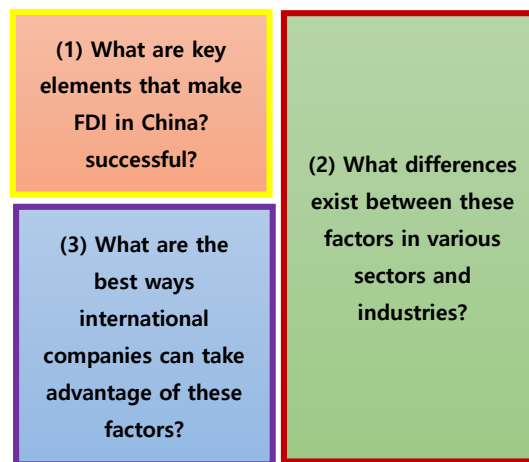 (1) What are key
elements that make
FDI in China?
successful?
(2) What differences
exist between these
factors in various
sectors and
industries?
(3) What are the
best ways
international
companies can take
advantage of these
factors?